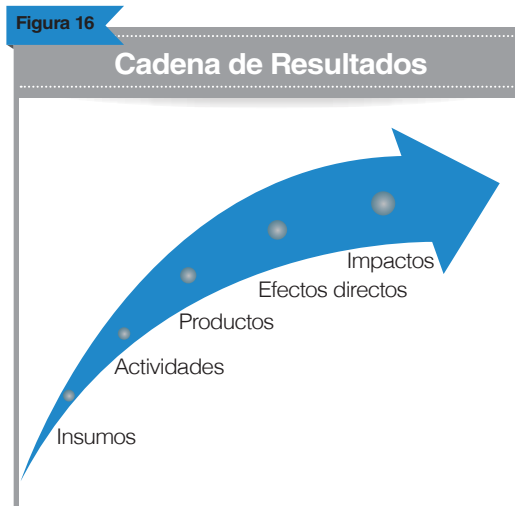 Figura 16
Cadena de Resultados
Impactos
Efectos directos
Productos
Actividades
Insumos